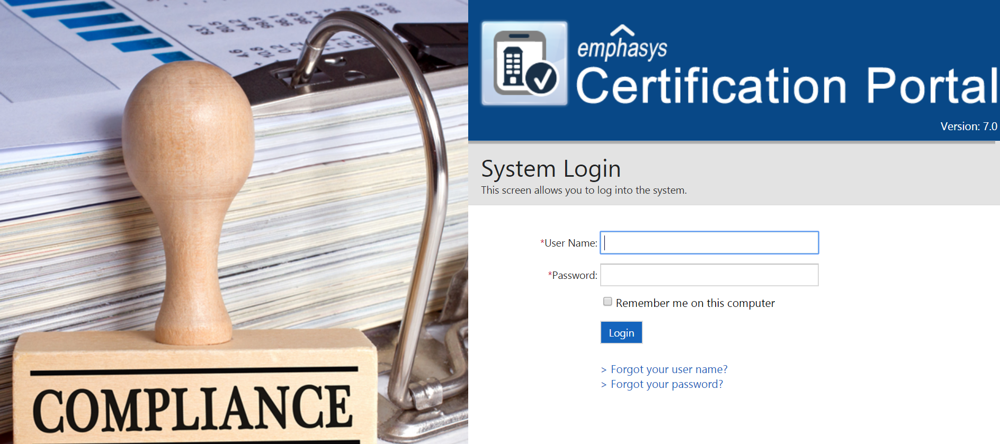 COMPLIANCE
emphasys
Certification Portal
Version: 7.0
System Login
This screen allows you to log into the system.
*User Name:
*Password:
Remember me on this computer
Login
> Forgot your user name?
> Forgot your password?